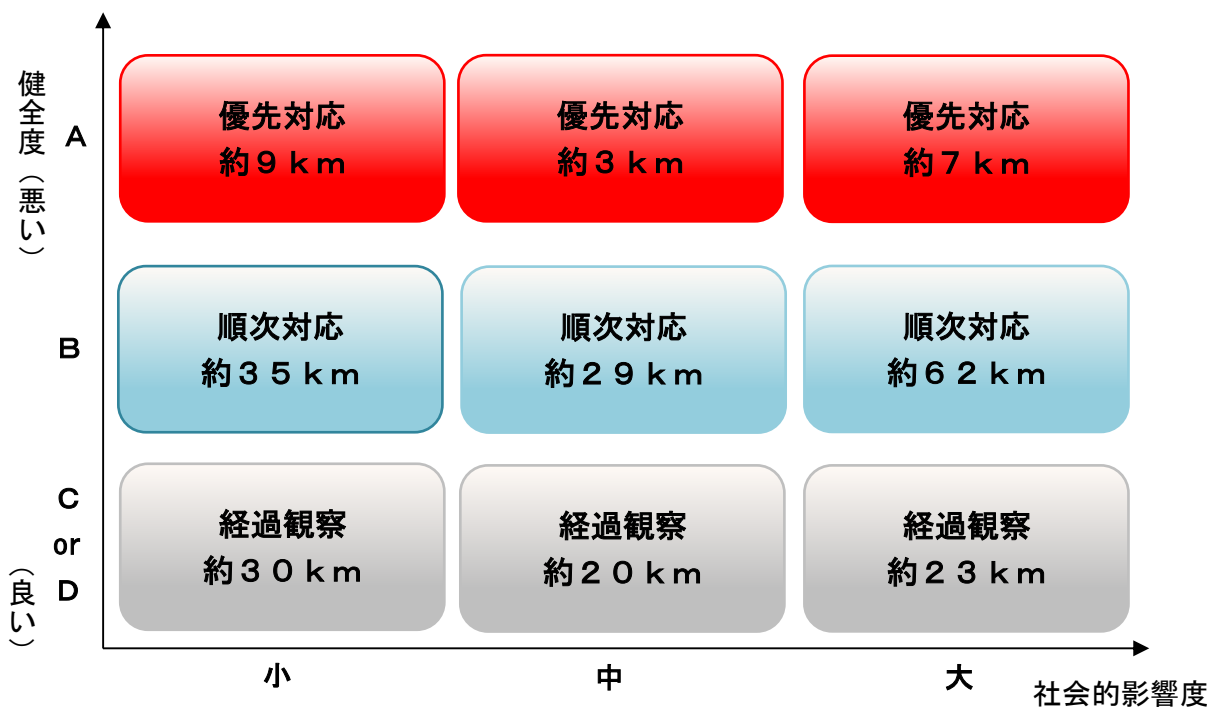 健全度（悪い）
A
優先対応
約９ｋｍ
優先対応
約３ｋｍ
優先対応
約７ｋｍ
B
順次対応
約３５ｋｍ
順次対応
約２９ｋｍ
順次対応
約６２ｋｍ
C
or
D
（良い）
経過観察
約３０ｋｍ
経過観察
約２０ｋｍ
経過観察
約２３ｋｍ
小
中
大
社会的影響度